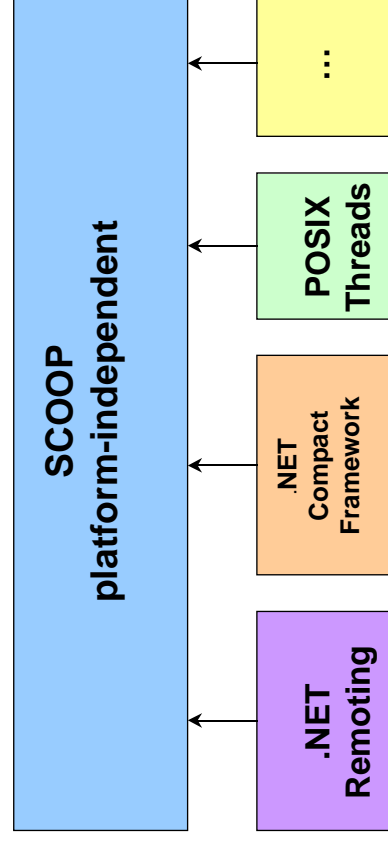 SCOOP
platform-independent
.NET
Remoting
.NET
Compact
Framework
POSIX
Threads
...